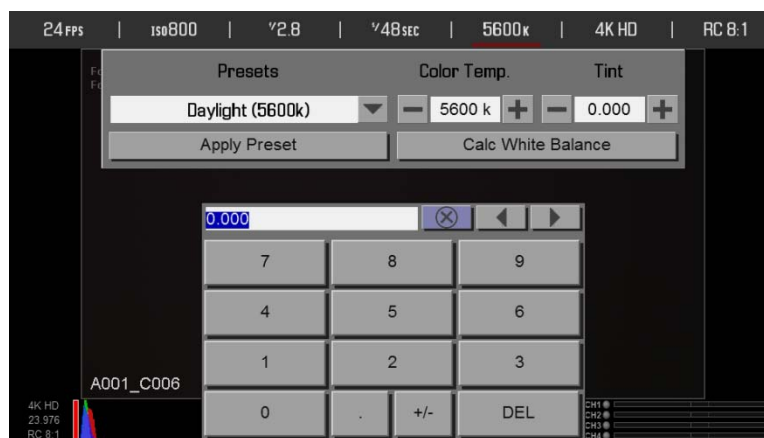 24 FPS | ISO800 | 1/2.8 | 1/48SEC | 5600K | 4K HD | RC 8:1
Presets Color Temp. Tint
Daylight (5600k) 5600 k 0.000
Apply Preset Calc White Balance
0.000
7 8 9
4 5 6
1 2 3
A001_C006
0 . +/- DEL
4K HD
23.976
RC 8:1
CH1
CH2
CH3
CH4